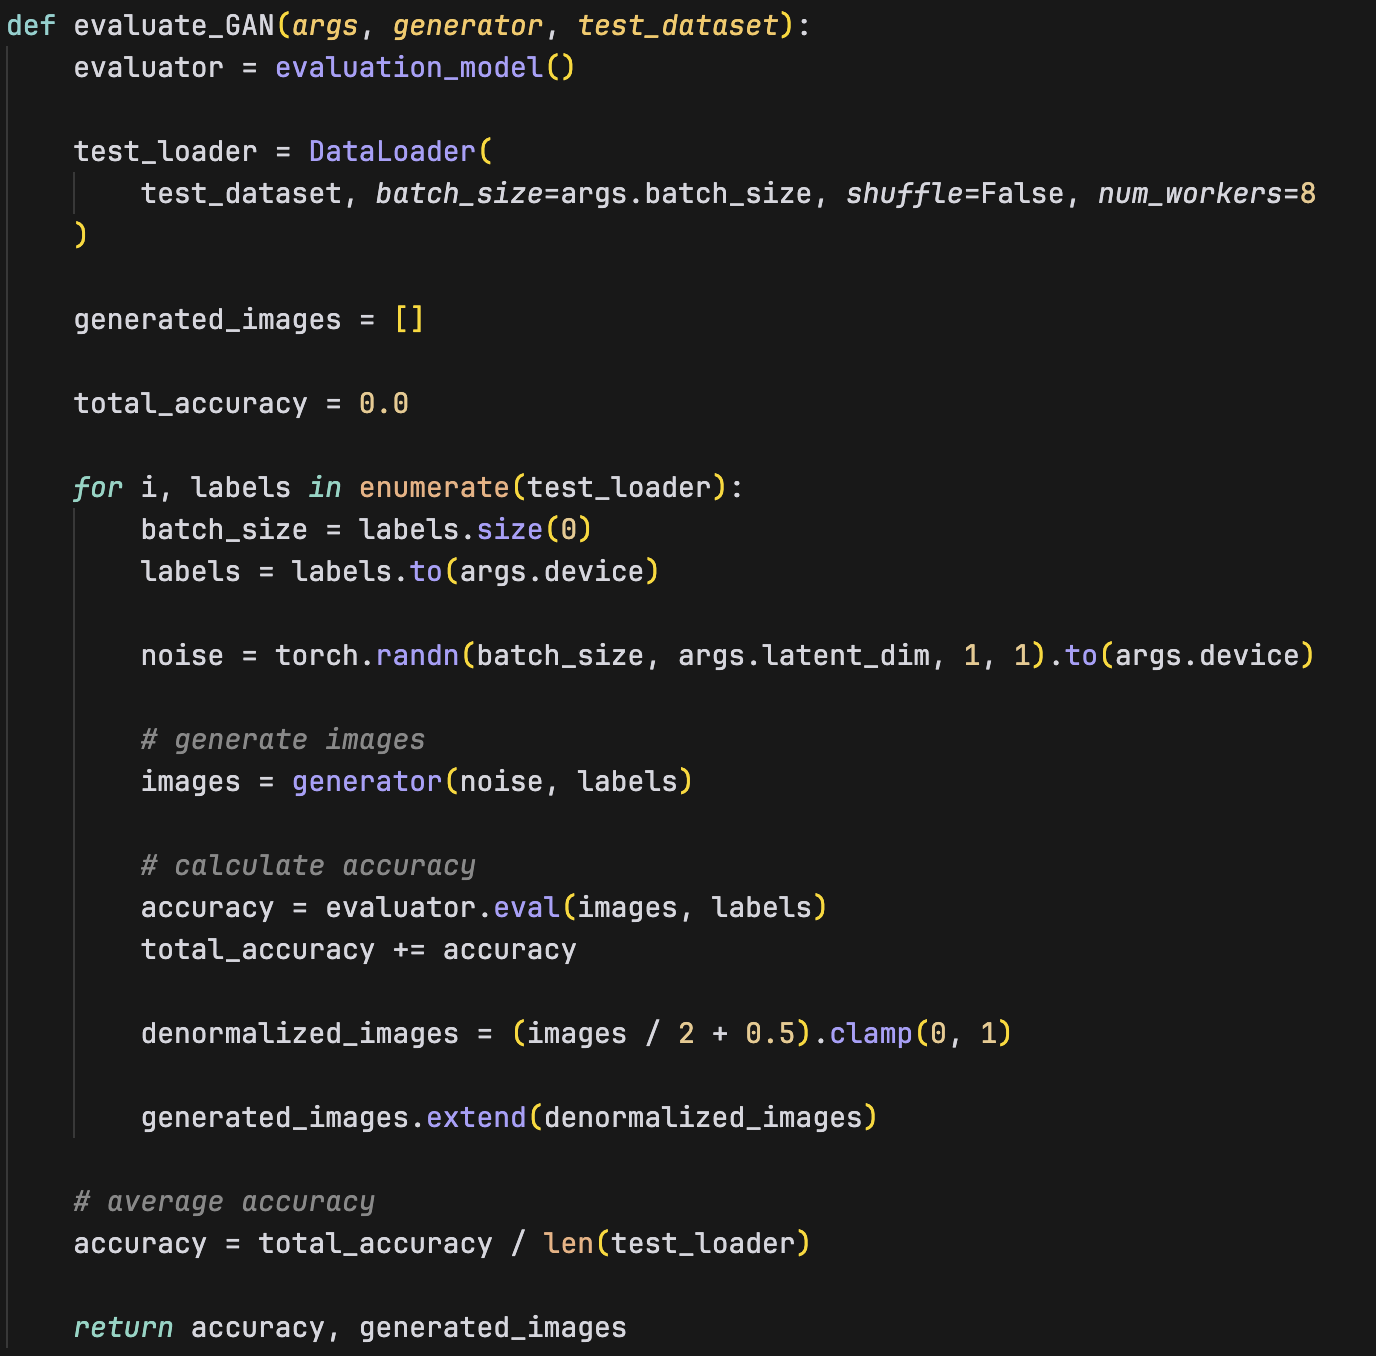 def evaluate_GAN(args, generator, test_dataset):
    evaluator = evaluation_model()

    test_loader = DataLoader(
        test_dataset, batch_size=args.batch_size, shuffle=False, num_workers=8
    )

    generated_images = []

    total_accuracy = 0.0

    for i, labels in enumerate(test_loader):
        batch_size = labels.size(0)
        labels = labels.to(args.device)

        noise = torch.randn(batch_size, args.latent_dim, 1, 1).to(args.device)

        # generate images
        images = generator(noise, labels)

        # calculate accuracy
        accuracy = evaluator.eval(images, labels)
        total_accuracy += accuracy

        denormalized_images = (images / 2 + 0.5).clamp(0, 1)

        generated_images.extend(denormalized_images)

    # average accuracy
    accuracy = total_accuracy / len(test_loader)

    return accuracy, generated_images